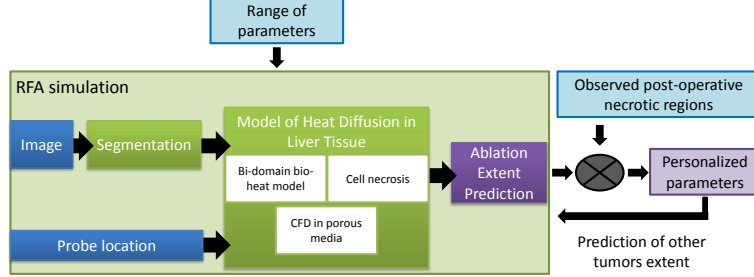 Range of
parameters
RFA simulation
Observed post-operative
necrotic regions
Image
Segmentation
Model of Heat Diffusion in
Liver Tissue
Bi-domain bio-
heat model
Cell necrosis
CFD in porous
media
Ablation
Extent
Prediction
Personalized
parameters
Probe location
Prediction of other
tumors extent